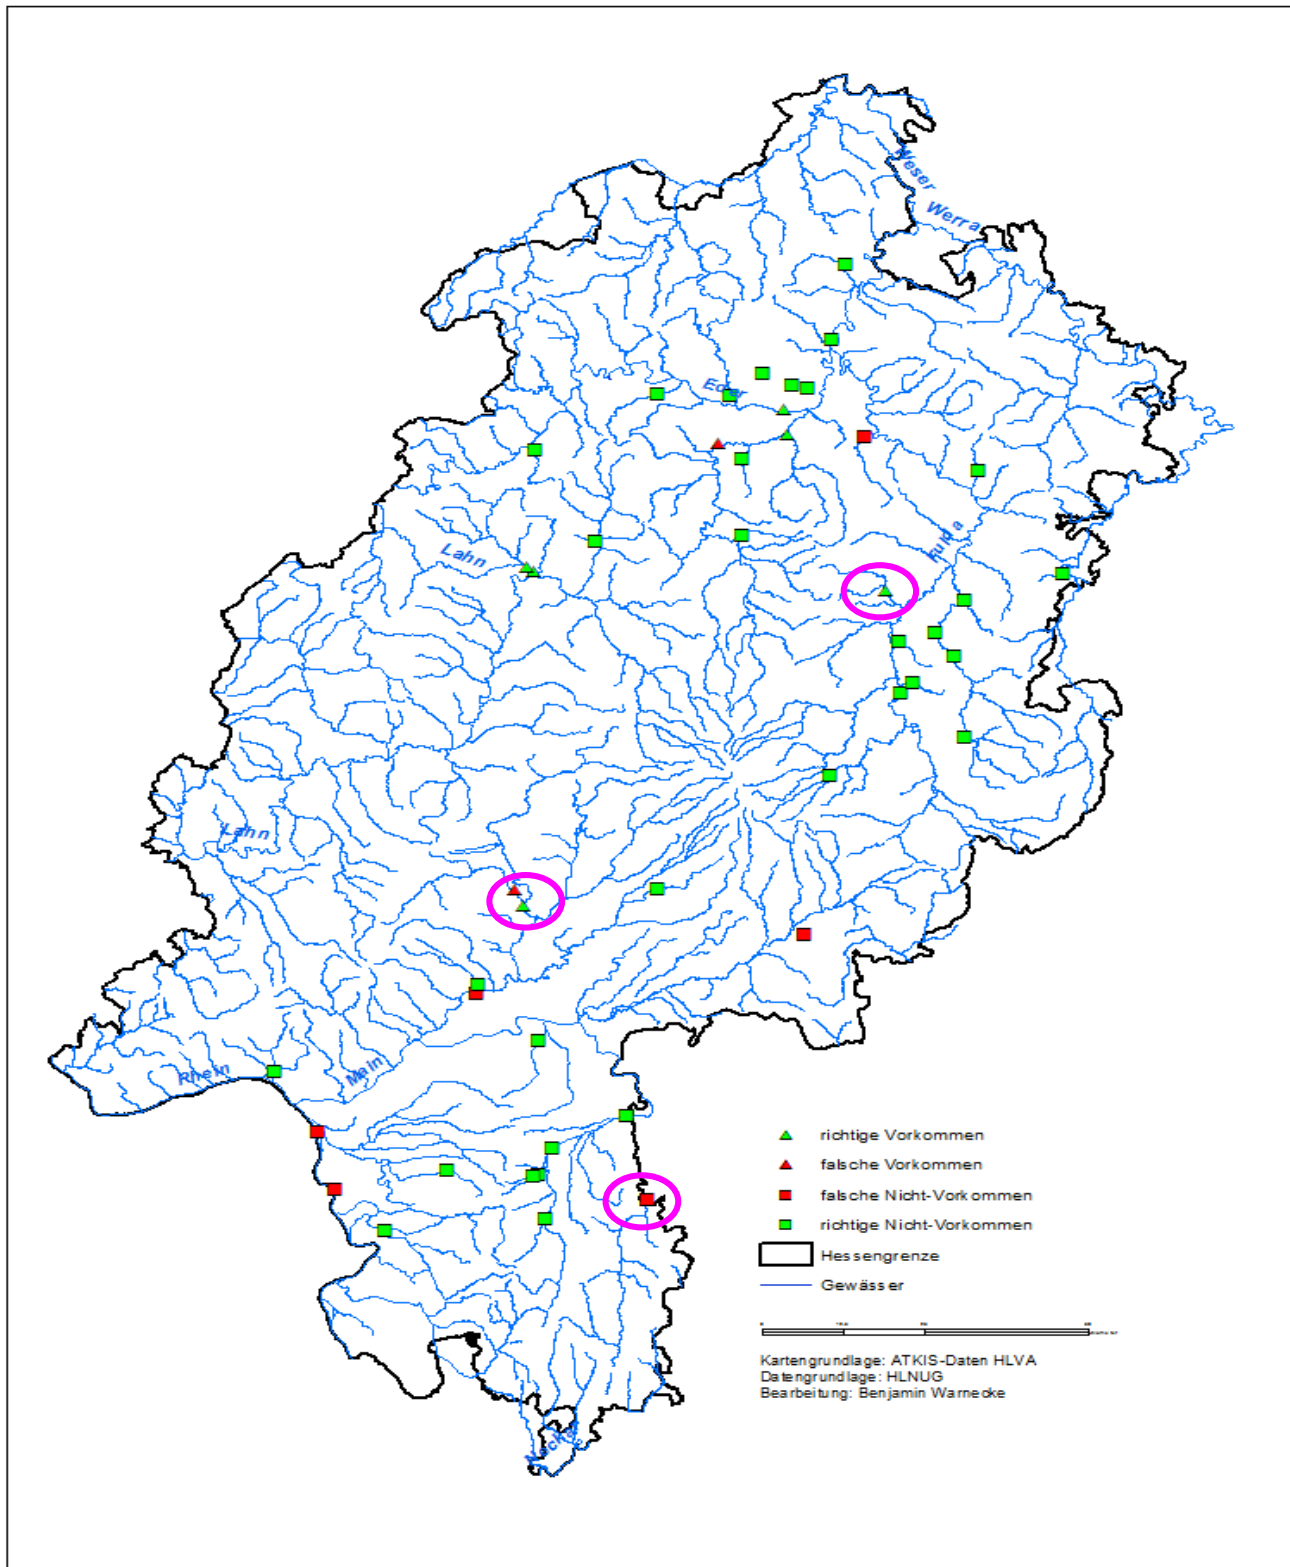 Weser
Werra
Eder
Fulda
Lahn
Lahn
Rhein
Main
richtige Vorkommen
falsche Vorkommen
falsche Nicht-Vorkommen
richtige Nicht-Vorkommen
Hessengrenze
Gewässer
Kartengrundlage: ATKIS-Daten HLVA
Datengrundlage: HLNUG
Bearbeitung: Benjamin Warnecke
Neckar